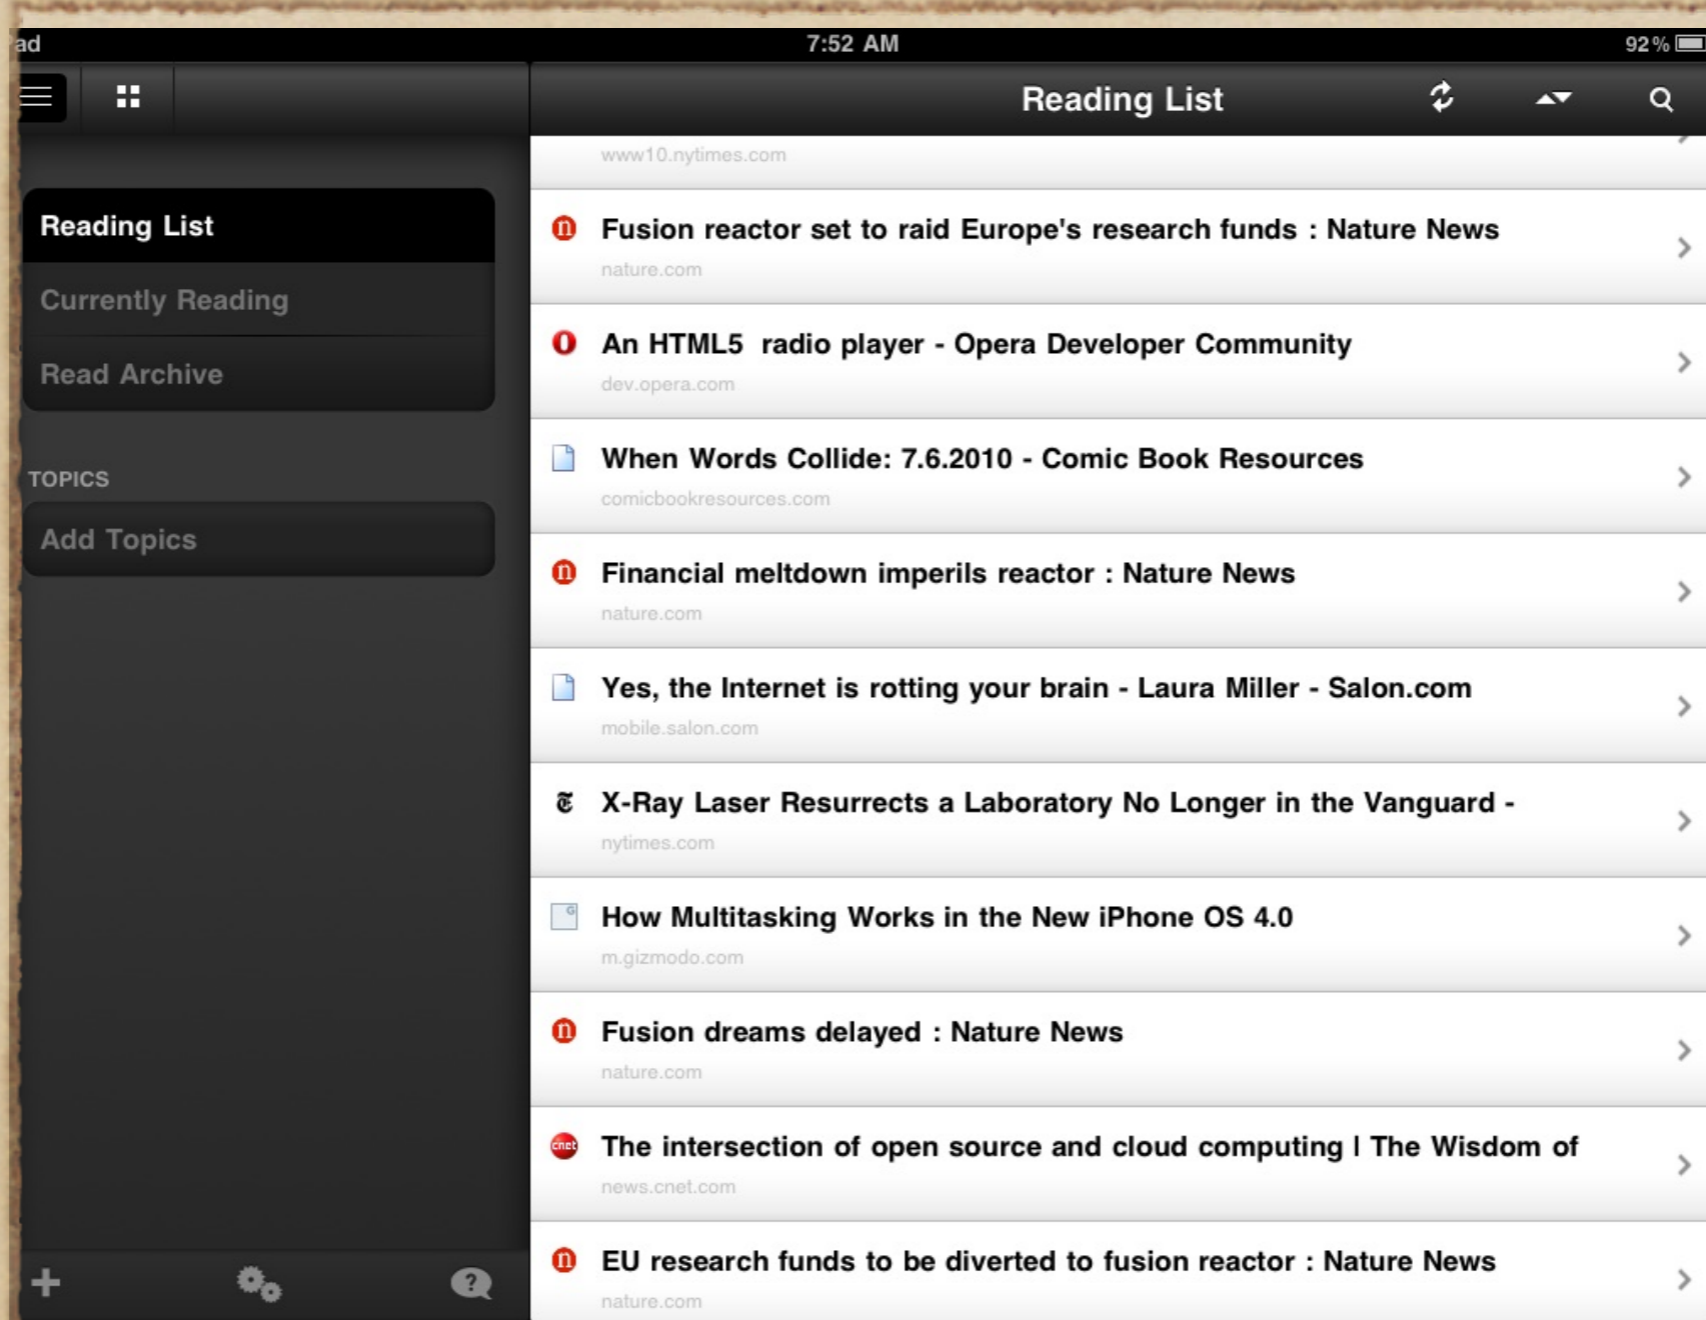 ad
7:52 AM
92%
Reading List
Reading List
Currently Reading
Read Archive
TOPICS
Add Topics
www10.nytimes.com
Fusion reactor set to raid Europe's research funds : Nature News
nature.com
An HTML5  radio player - Opera Developer Community
dev.opera.com
When Words Collide: 7.6.2010 - Comic Book Resources
comicbookresources.com
Financial meltdown imperils reactor : Nature News
nature.com
Yes, the Internet is rotting your brain - Laura Miller - Salon.com
mobile.salon.com
X-Ray Laser Resurrects a Laboratory No Longer in the Vanguard -
nytimes.com
How Multitasking Works in the New iPhone OS 4.0
m.gizmodo.com
Fusion dreams delayed : Nature News
nature.com
cnet
The intersection of open source and cloud computing | The Wisdom of
news.cnet.com
EU research funds to be diverted to fusion reactor : Nature News
nature.com